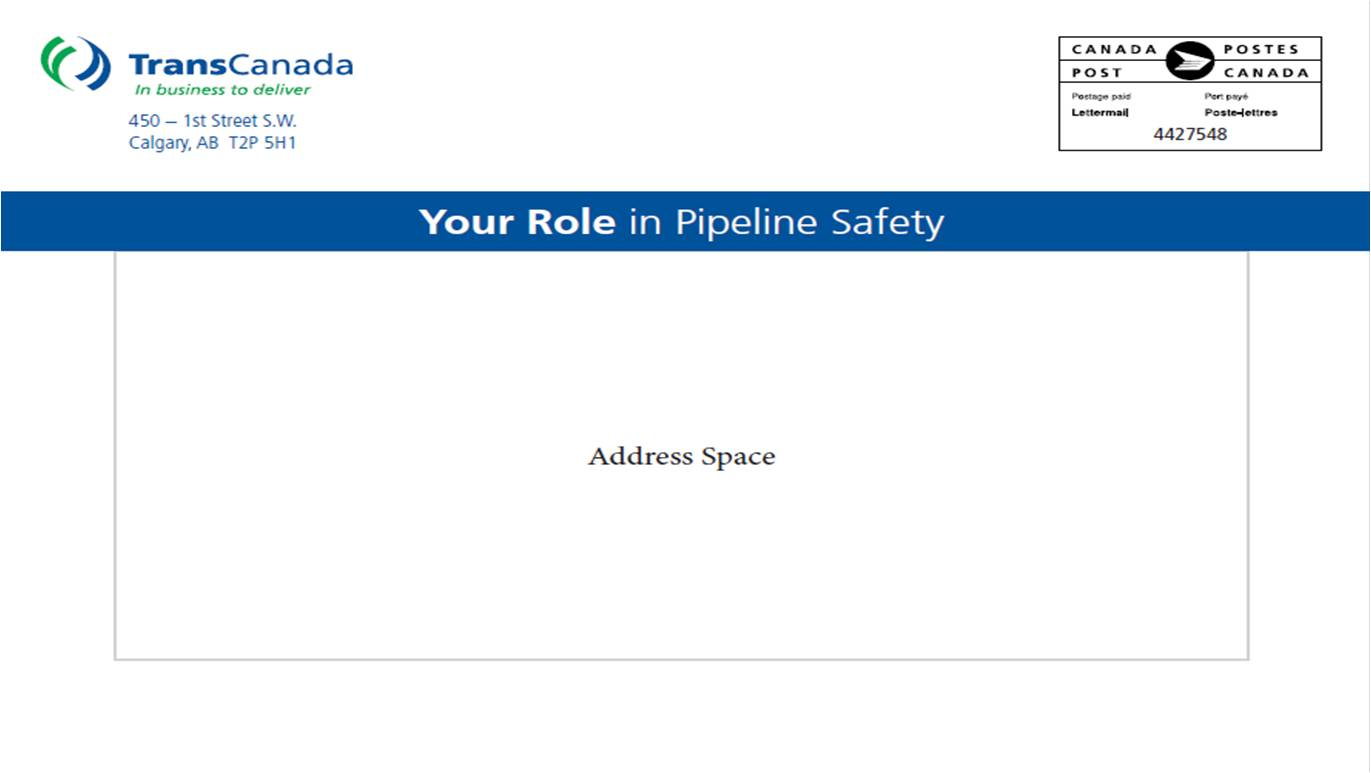 TransCanada
In business to deliver
450 – 1st Street S.W.
Calgary, AB  T2P 5H1
CANADA POSTES
POST CANADA
Postage paid Port payé
Lettermail Poste-lettres
4427548
Your Role in Pipeline Safety
Address Space